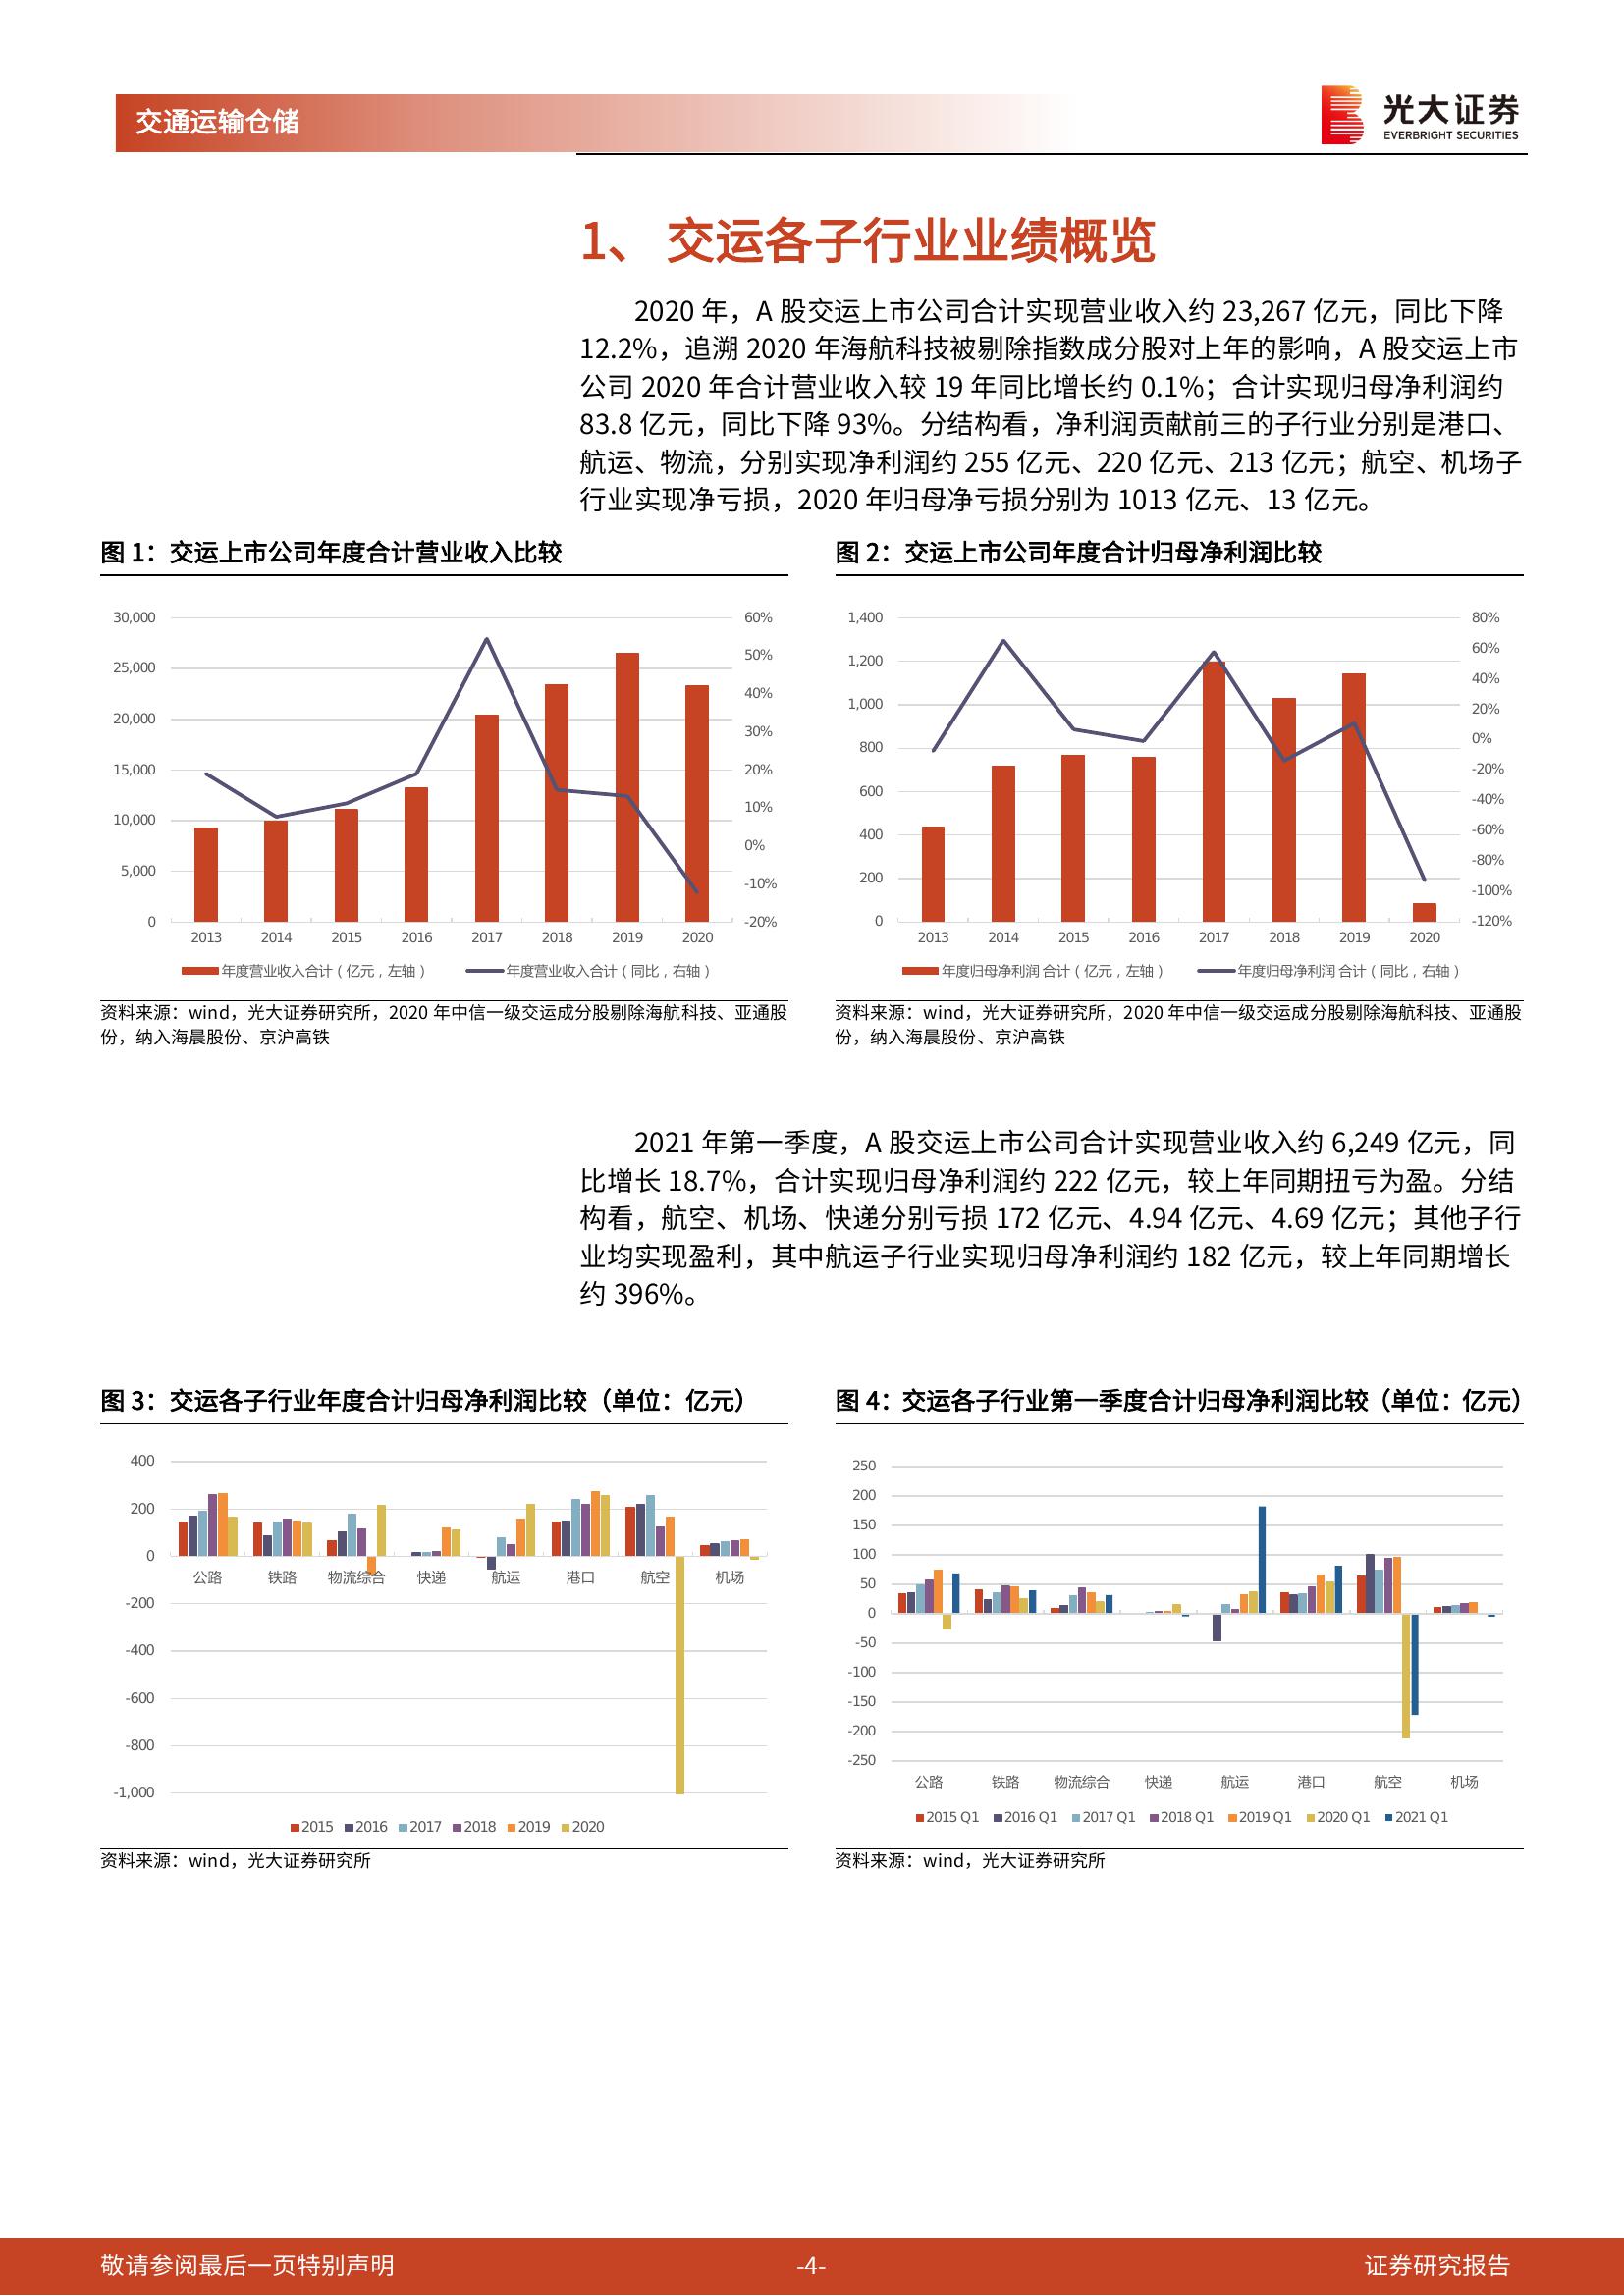 交通运输仓储
光大证券
EVERBRIGHT SECURITIES
1、 交运各子行业业绩概览
2020 年，A 股交运上市公司合计实现营业收入约 23,267 亿元，同比下降
12.2%，追溯 2020 年海航科技被剔除指数成分股对上年的影响，A 股交运上市
公司 2020 年合计营业收入较 19 年同比增长约 0.1%；合计实现归母净利润约
83.8 亿元，同比下降 93%。分结构看，净利润贡献前三的子行业分别是港口、
航运、物流，分别实现净利润约 255 亿元、220 亿元、213 亿元；航空、机场子
行业实现净亏损，2020 年归母净亏损分别为 1013 亿元、13 亿元。
图 1：交运上市公司年度合计营业收入比较
30,000
25,000
20,000
15,000
10,000
5,000
0
60%
50%
40%
30%
20%
10%
0%
-10%
-20%
2013 2014 2015 2016 2017 2018 2019 2020
年度营业收入合计（亿元，左轴） 年度营业收入合计（同比，右轴）
资料来源：wind，光大证券研究所，2020 年中信一级交运成分股剔除海航科技、亚通股
份，纳入海晨股份、京沪高铁
图 2：交运上市公司年度合计归母净利润比较
1,400
1,200
1,000
800
600
400
200
0
80%
60%
40%
20%
0%
-20%
-40%
-60%
-80%
-100%
-120%
2013 2014 2015 2016 2017 2018 2019 2020
年度归母净利润 合计（亿元，左轴） 年度归母净利润 合计（同比，右轴）
资料来源：wind，光大证券研究所，2020 年中信一级交运成分股剔除海航科技、亚通股
份，纳入海晨股份、京沪高铁
2021 年第一季度，A 股交运上市公司合计实现营业收入约 6,249 亿元，同
比增长 18.7%，合计实现归母净利润约 222 亿元，较上年同期扭亏为盈。分结
构看，航空、机场、快递分别亏损 172 亿元、4.94 亿元、4.69 亿元；其他子行
业均实现盈利，其中航运子行业实现归母净利润约 182 亿元，较上年同期增长
约 396%。
图 3：交运各子行业年度合计归母净利润比较（单位：亿元）
400
200
0
-200
-400
-600
-800
-1,000
公路 铁路 物流综合 快递 航运 港口 航空 机场
2015 2016 2017 2018 2019 2020
资料来源：wind，光大证券研究所
图 4：交运各子行业第一季度合计归母净利润比较（单位：亿元）
250
200
150
100
50
0
-50
-100
-150
-200
-250
公路 铁路 物流综合 快递 航运 港口 航空 机场
2015 Q1 2016 Q1 2017 Q1 2018 Q1 2019 Q1 2020 Q1 2021 Q1
资料来源：wind，光大证券研究所
敬请参阅最后一页特别声明 -4- 证券研究报告